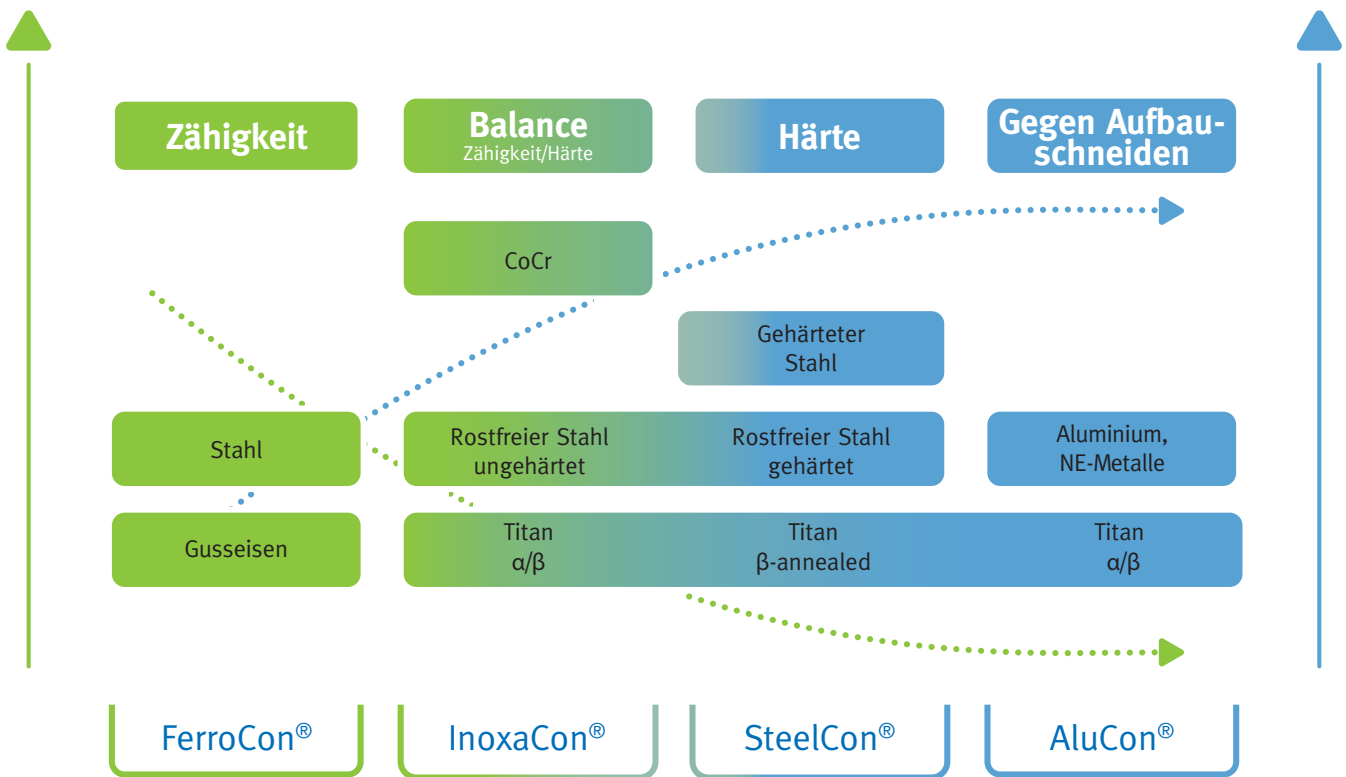 Zähigkeit
Balance
Zähigkeit/Härte
Härte
Gegen Aufbau-
schneiden
CoCr
Gehärteter
Stahl
Stahl
Rostfreier Stahl
ungehärtet
Rostfreier Stahl
gehärtet
Aluminium,
NE-Metalle
Gusseisen
Titan
α/β
Titan
β-annealed
Titan
α/β
FerroCon®
InoxaCon®
SteelCon®
AluCon®